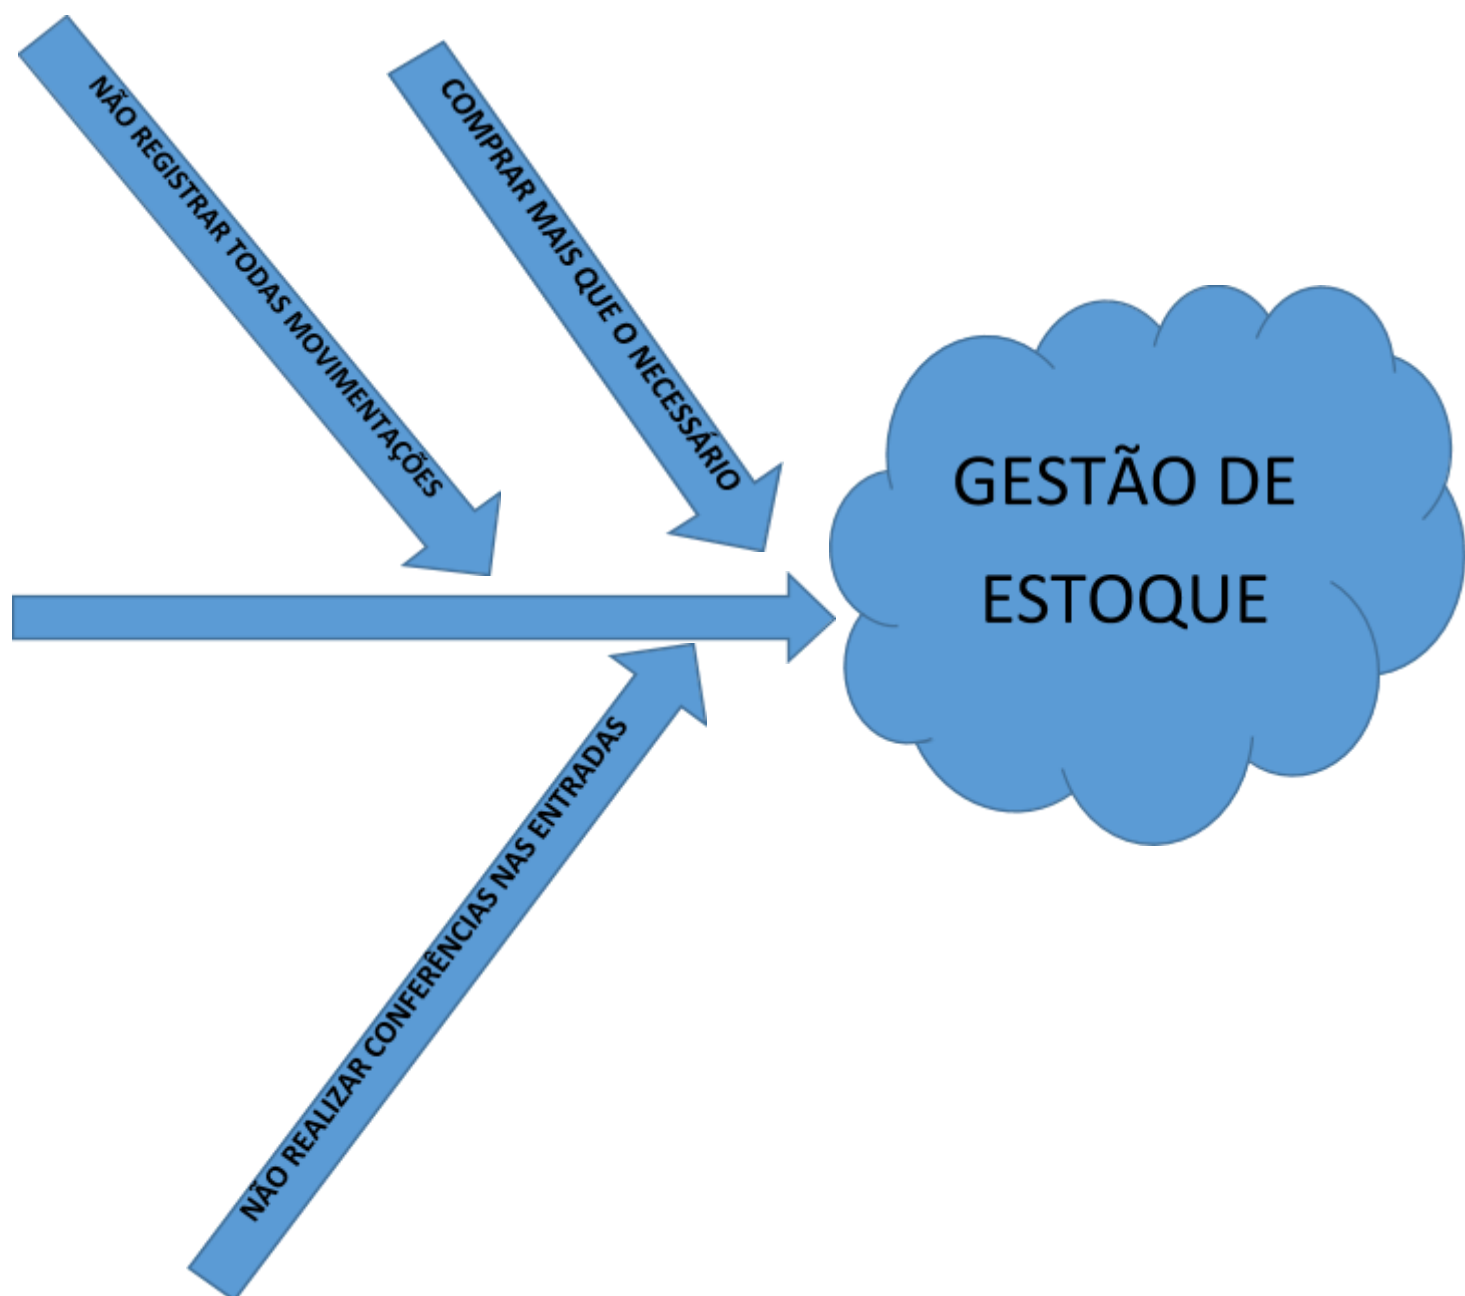 NÃO REGISTRAR TODAS MOVIMENTAÇÕES
COMPRAR MAIS QUE O NECESSÁRIO
GESTÃO DE
ESTOQUE
NÃO REALIZAR CONFERÊNCIAS NAS ENTRADAS